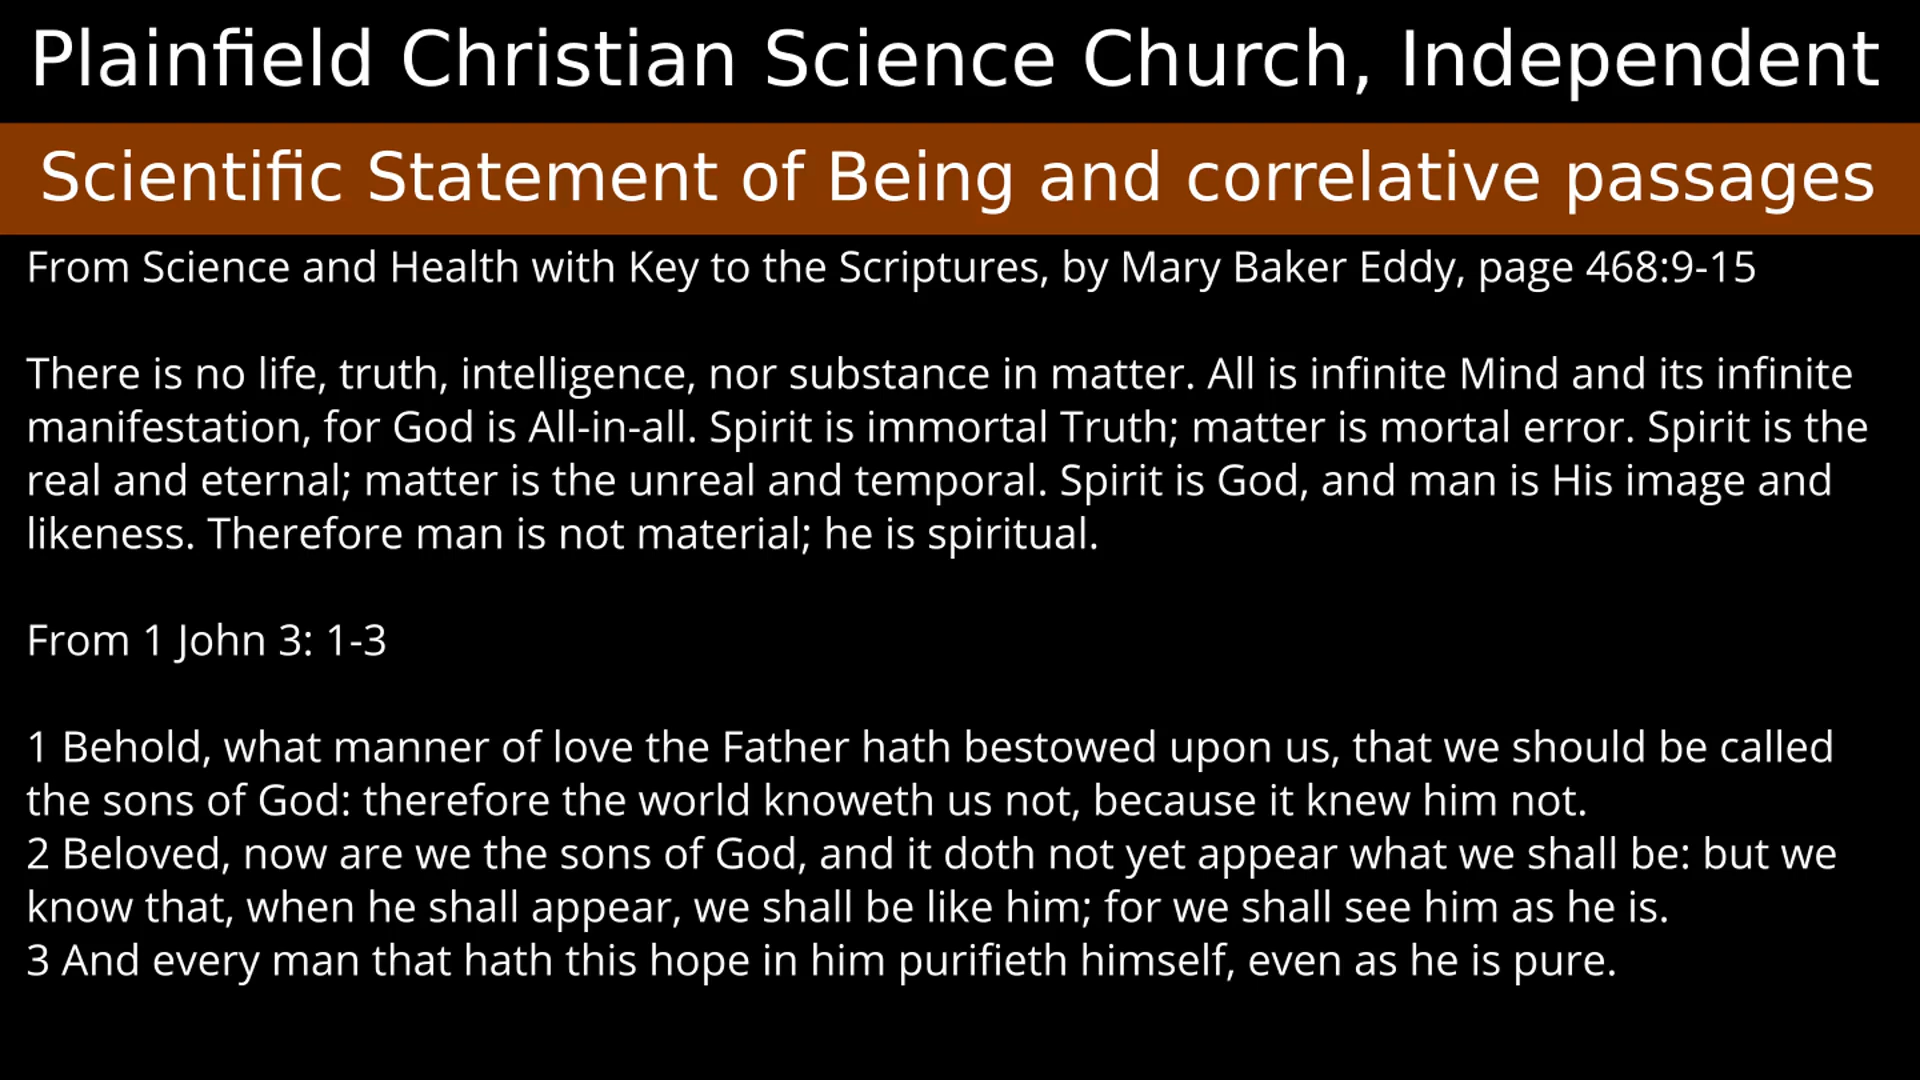 Plainfield Christian Science Church, Independent
Scientific Statement of Being and correlative passages
From Science and Health with Key to the Scriptures, by Mary Baker Eddy, page 468:9-15
There is no life, truth, intelligence, nor substance in matter. All is infinite Mind and its infinite
manifestation, for God is All-in-all. Spirit is immortal Truth; matter is mortal error. Spirit is the
real and eternal; matter is the unreal and temporal. Spirit is God, and man is His image and
likeness. Therefore man is not material; he is spiritual.
From 1 John 3: 1-3
1 Behold, what manner of love the Father hath bestowed upon us, that we should be called
the sons of God: therefore the world knoweth us not, because it knew him not.
2 Beloved, now are we the sons of God, and it doth not yet appear what we shall be: but we
know that, when he shall appear, we shall be like him; for we shall see him as he is.
3 And every man that hath this hope in him purifieth himself, even as he is pure.